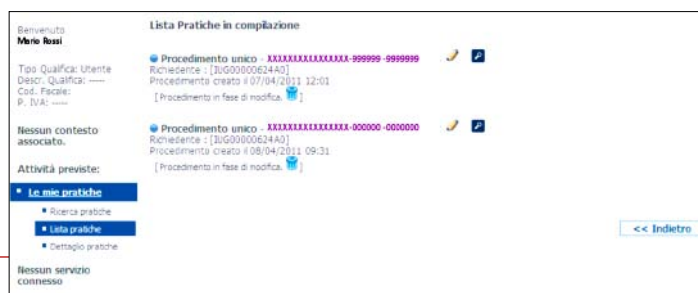 Benvenuto
Mario Rossi
Tipo Qualifica: Utente
Descr. Qualifica: ----
Cod. Fiscale:
P. IVA: ----
Nessun contesto
associato.
Attività previste:
Le mie pratiche
Ricerca pratiche
Lista pratiche
Dettaglio pratiche
Nessun servizio
connesso
Lista Pratiche in compilazione
Procedimento unico - XXXXXXXXXXXXXXXX-999999 -9999999
Richiedente : [IUG00000624A0]
Procedimento creato il 07/04/2011 12:01
[ Procedimento in fase di modifica. ]
Procedimento unico - XXXXXXXXXXXXXXXX-000000 -0000000
Richiedente : [IUG00000624A0]
Procedimento creato il 08/04/2011 09:31
[ Procedimento in fase di modifica. ]
<< Indietro